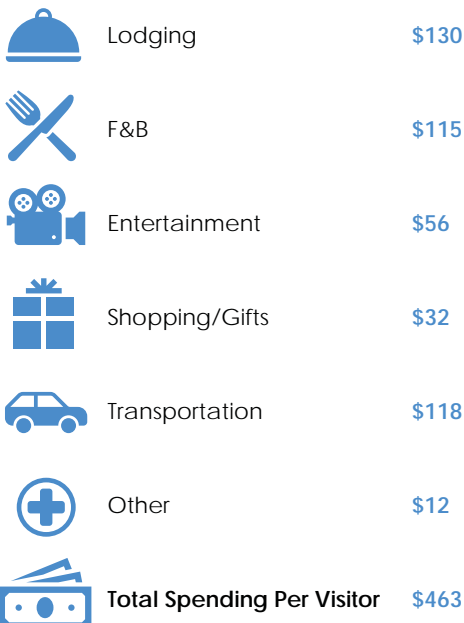 Lodging $130
F&B $115
Entertainment $56
Shopping/Gifts $32
Transportation $118
Other $12
Total Spending Per Visitor $463